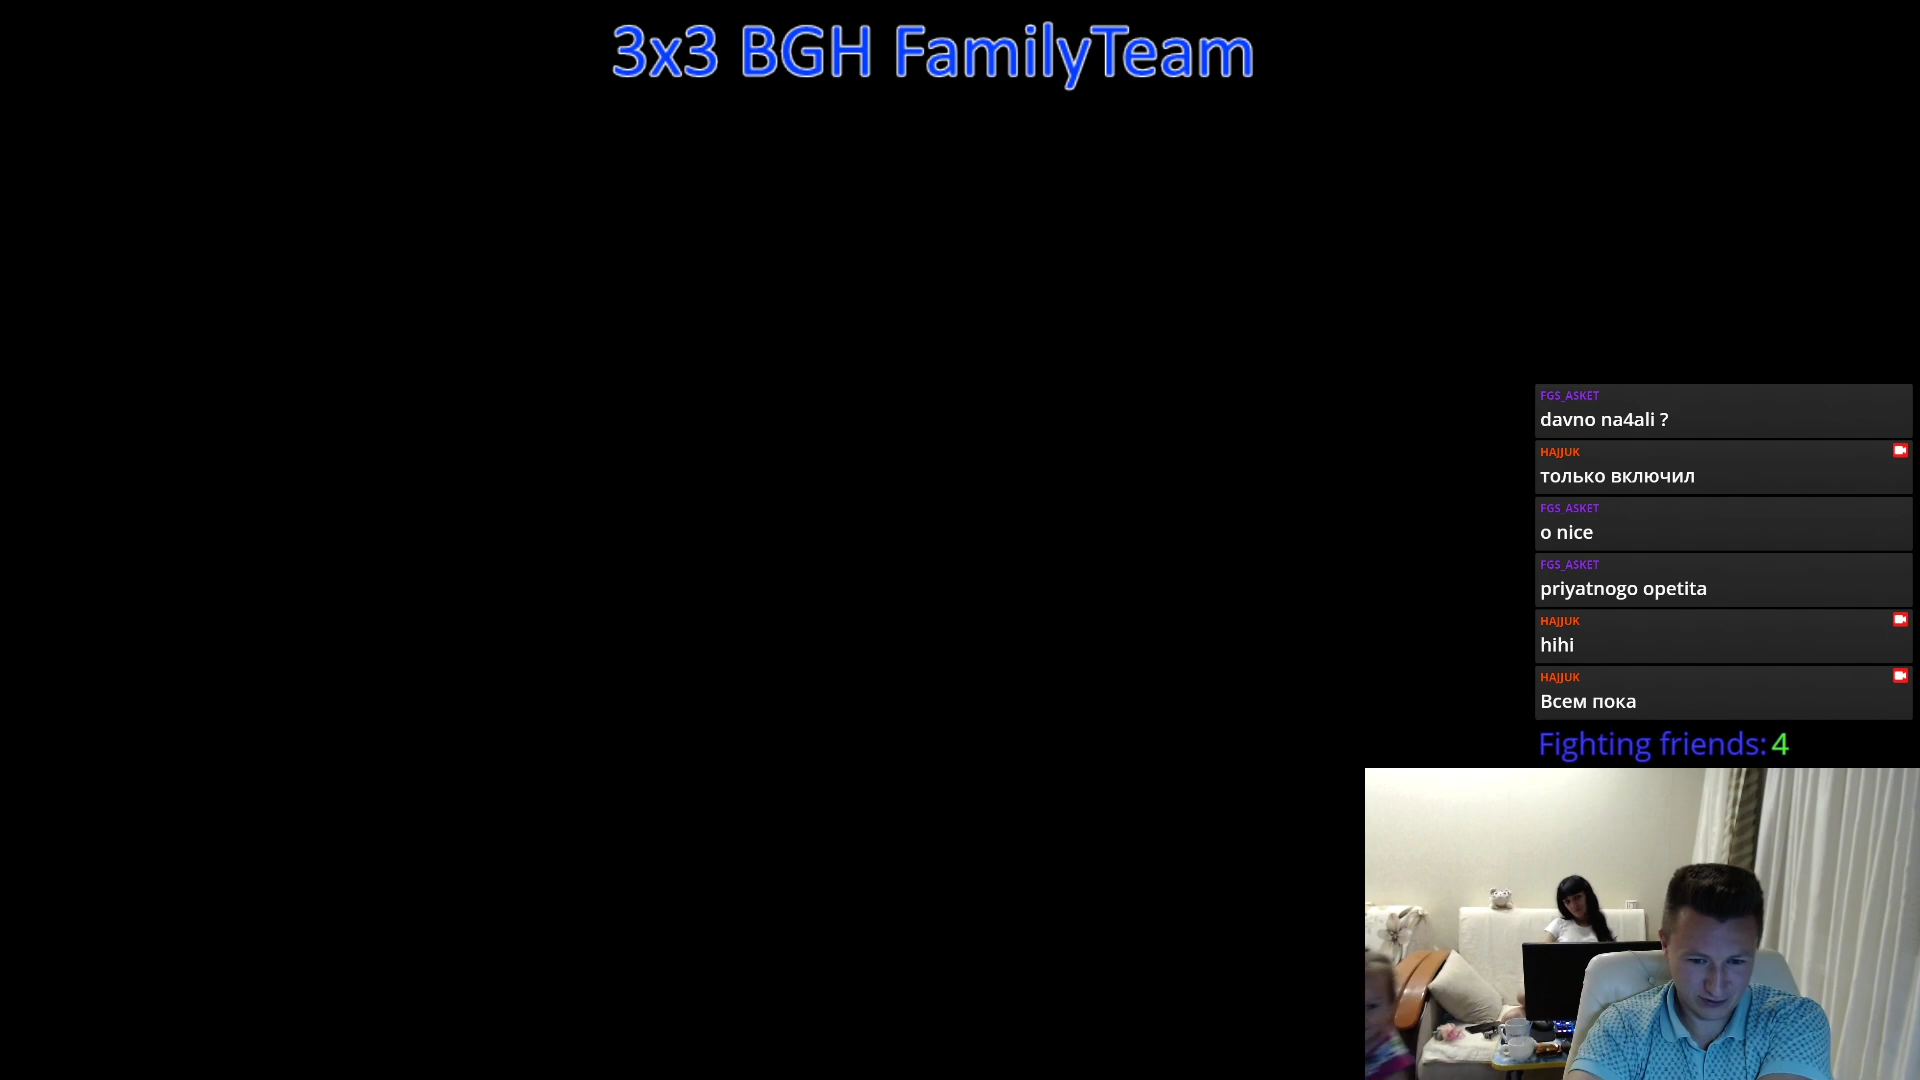 3x3 BGH FamilyTeam
FGS_ASKET
davno na4ali ?
HAJJUK
только включил
FGS_ASKET
o nice
FGS_ASKET
priyatnogo opetita
HAJJUK
hihi
HAJJUK
Всем пока
Fighting friends: 4